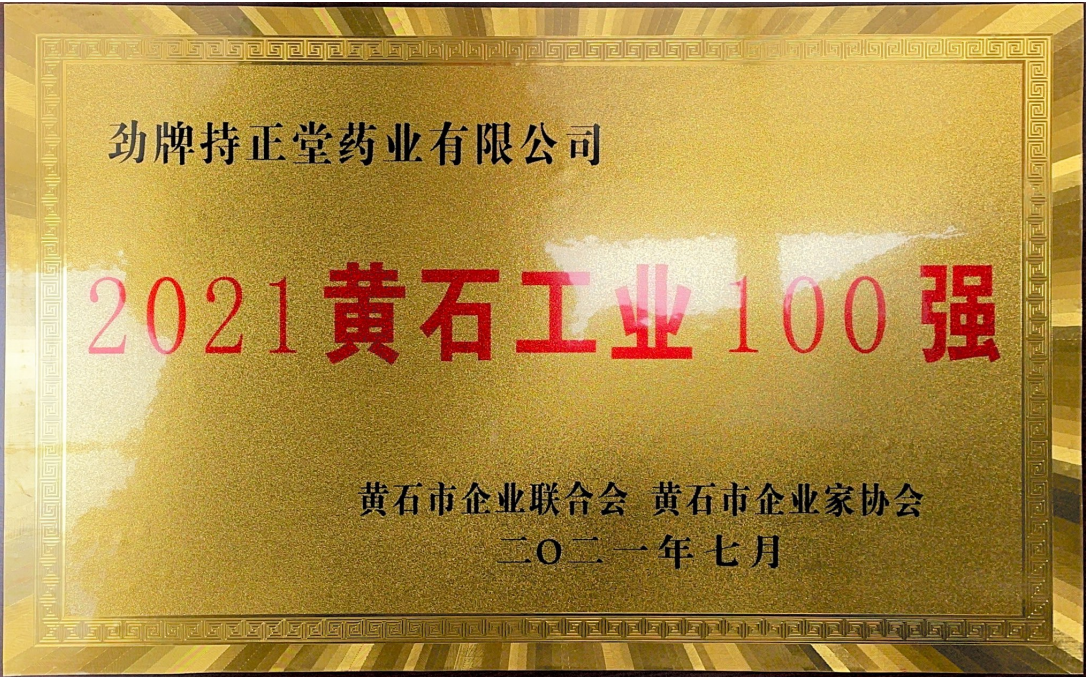 劲牌持正堂药业有限公司
2021黄石工业100强
黄石市企业联合会 黄石市企业家协会
二O二一年七月